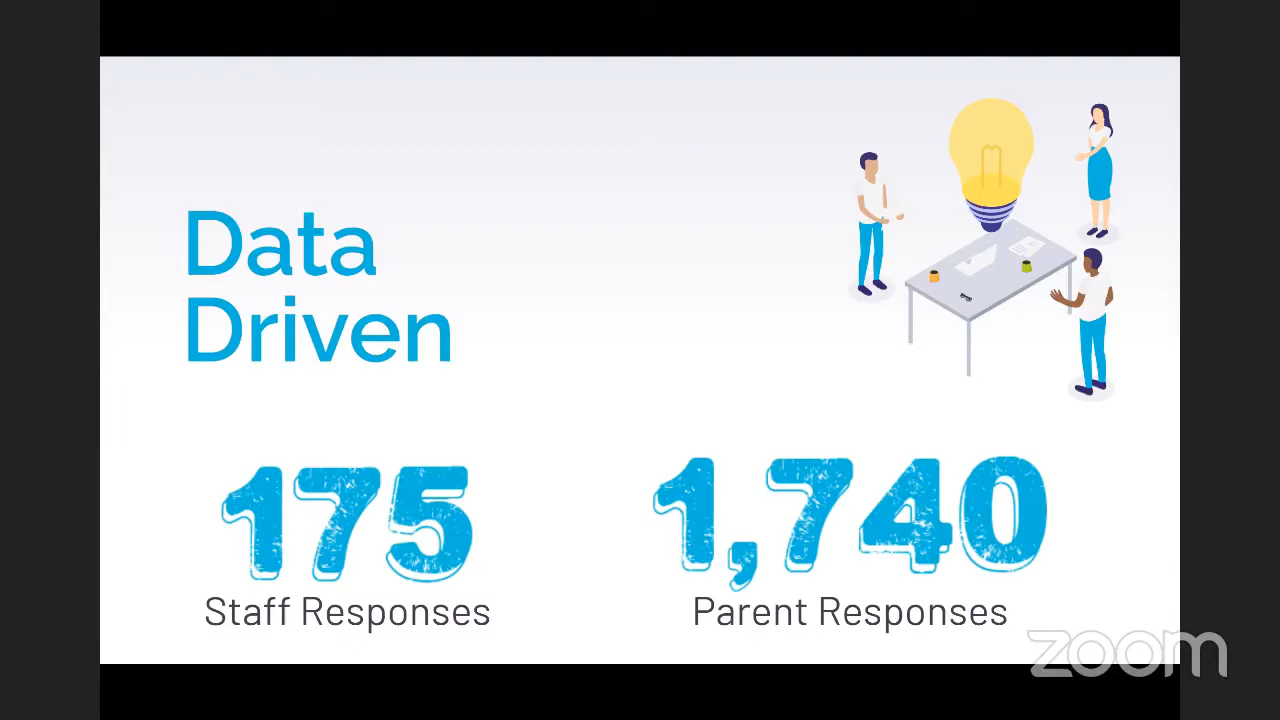 Data
Driven
175
Staff Responses
1,740
Parent Responses
zoom